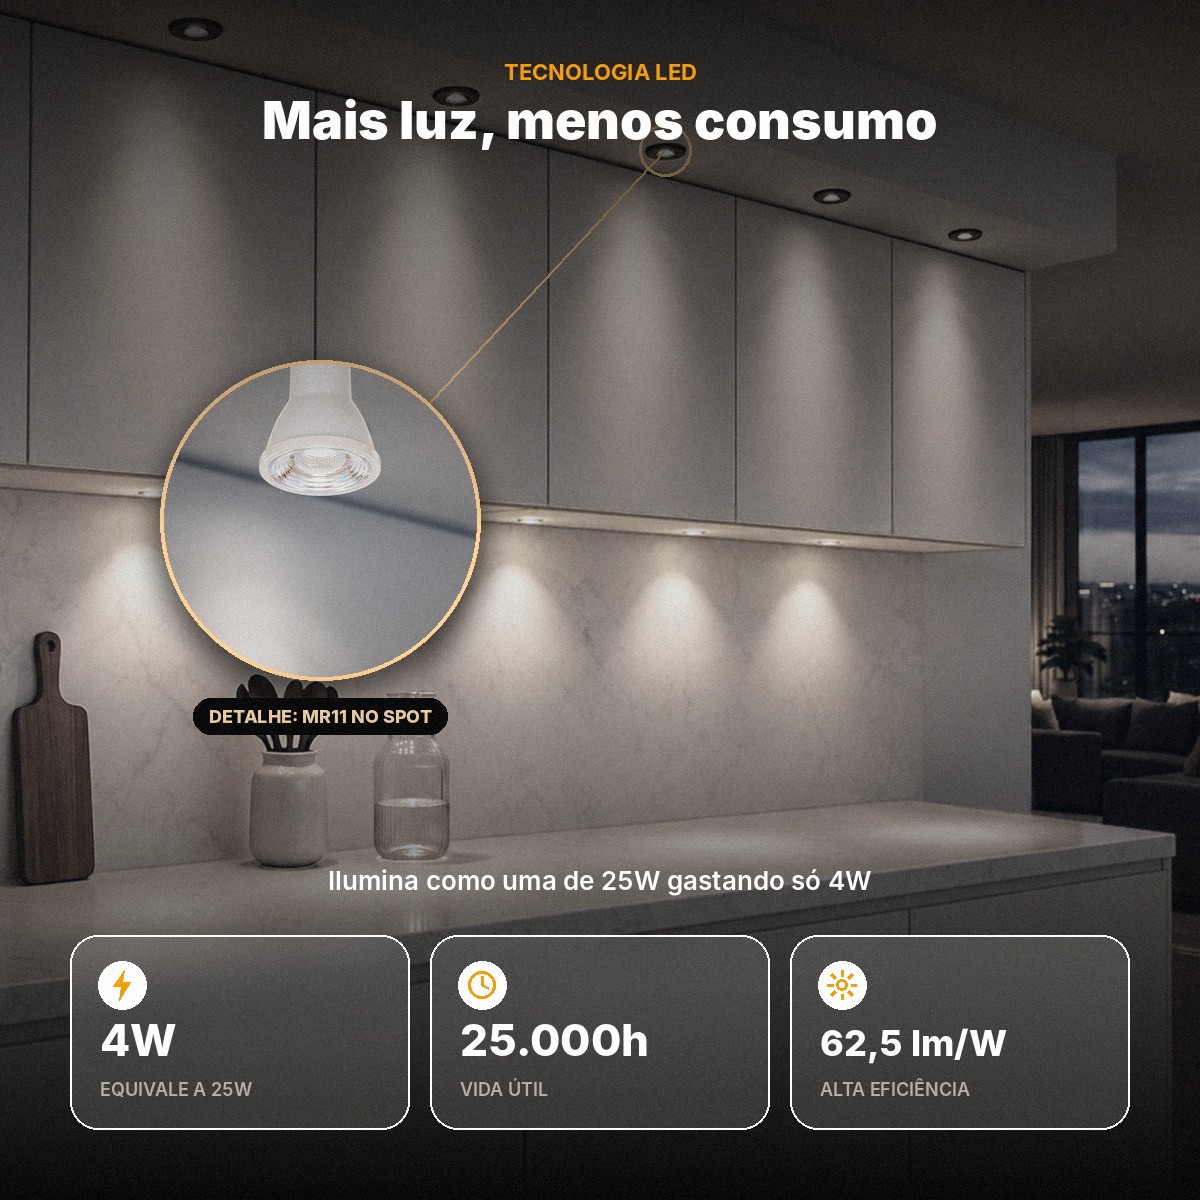 TECNOLOGIA LED
Mais luz, menos consumo
DETALHE: MR11 NO SPOT
Ilumina como uma de 25W gastando só 4W
4W
EQUIVALE A 25W
25.000h
VIDA ÚTIL
62,5 lm/W
ALTA EFICIÊNCIA